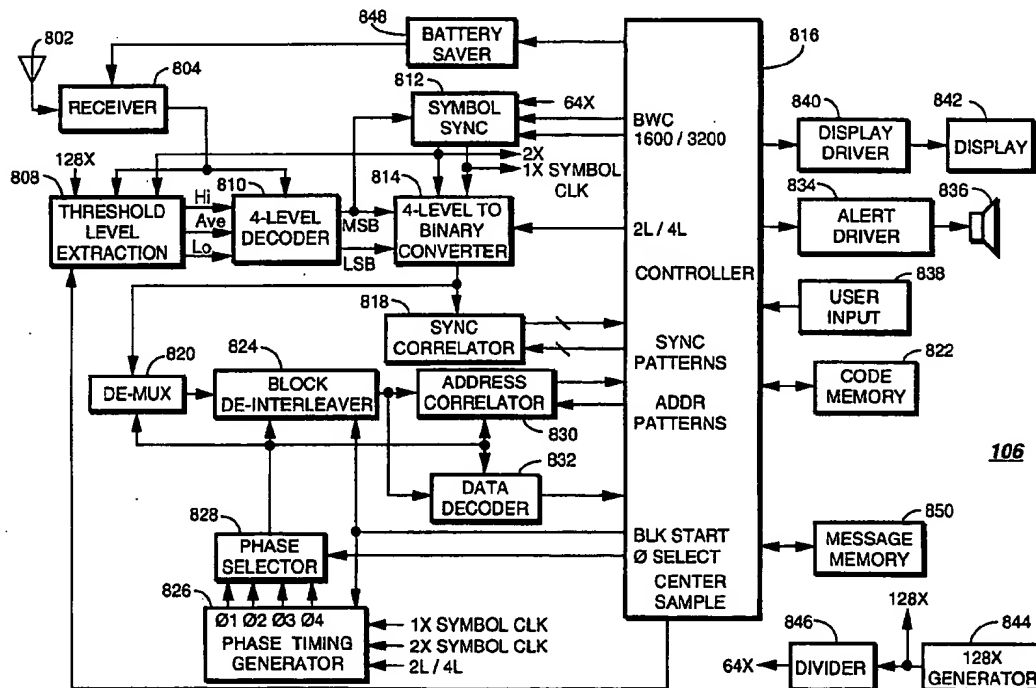 802
804
RECEIVER
848
BATTERY
SAVER
812
SYMBOL
SYNC
64X
2X
1X SYMBOL CLK
128X
808
THRESHOLD
LEVEL
EXTRACTION
Hi
Ave
Lo
810
4-LEVEL
DECODER
MSB
LSB
814
4-LEVEL TO
BINARY
CONVERTER
816
BWC
1600 / 3200
2L / 4L
CONTROLLER
SYNC
PATTERNS
ADDR
PATTERNS
BLK START
Ø SELECT
CENTER
SAMPLE
840
DISPLAY
DRIVER
842
DISPLAY
834
ALERT
DRIVER
836
838
USER
INPUT
822
CODE
MEMORY
106
850
MESSAGE
MEMORY
818
SYNC
CORRELATOR
820
DE-MUX
824
BLOCK
DE-INTERLEAVER
ADDRESS
CORRELATOR
830
832
DATA
DECODER
828
PHASE
SELECTOR
826
Ø1 Ø2 Ø3 Ø4
PHASE TIMING
GENERATOR
1X SYMBOL CLK
2X SYMBOL CLK
2L / 4L
128X
846
DIVIDER
64X
844
128X
GENERATOR